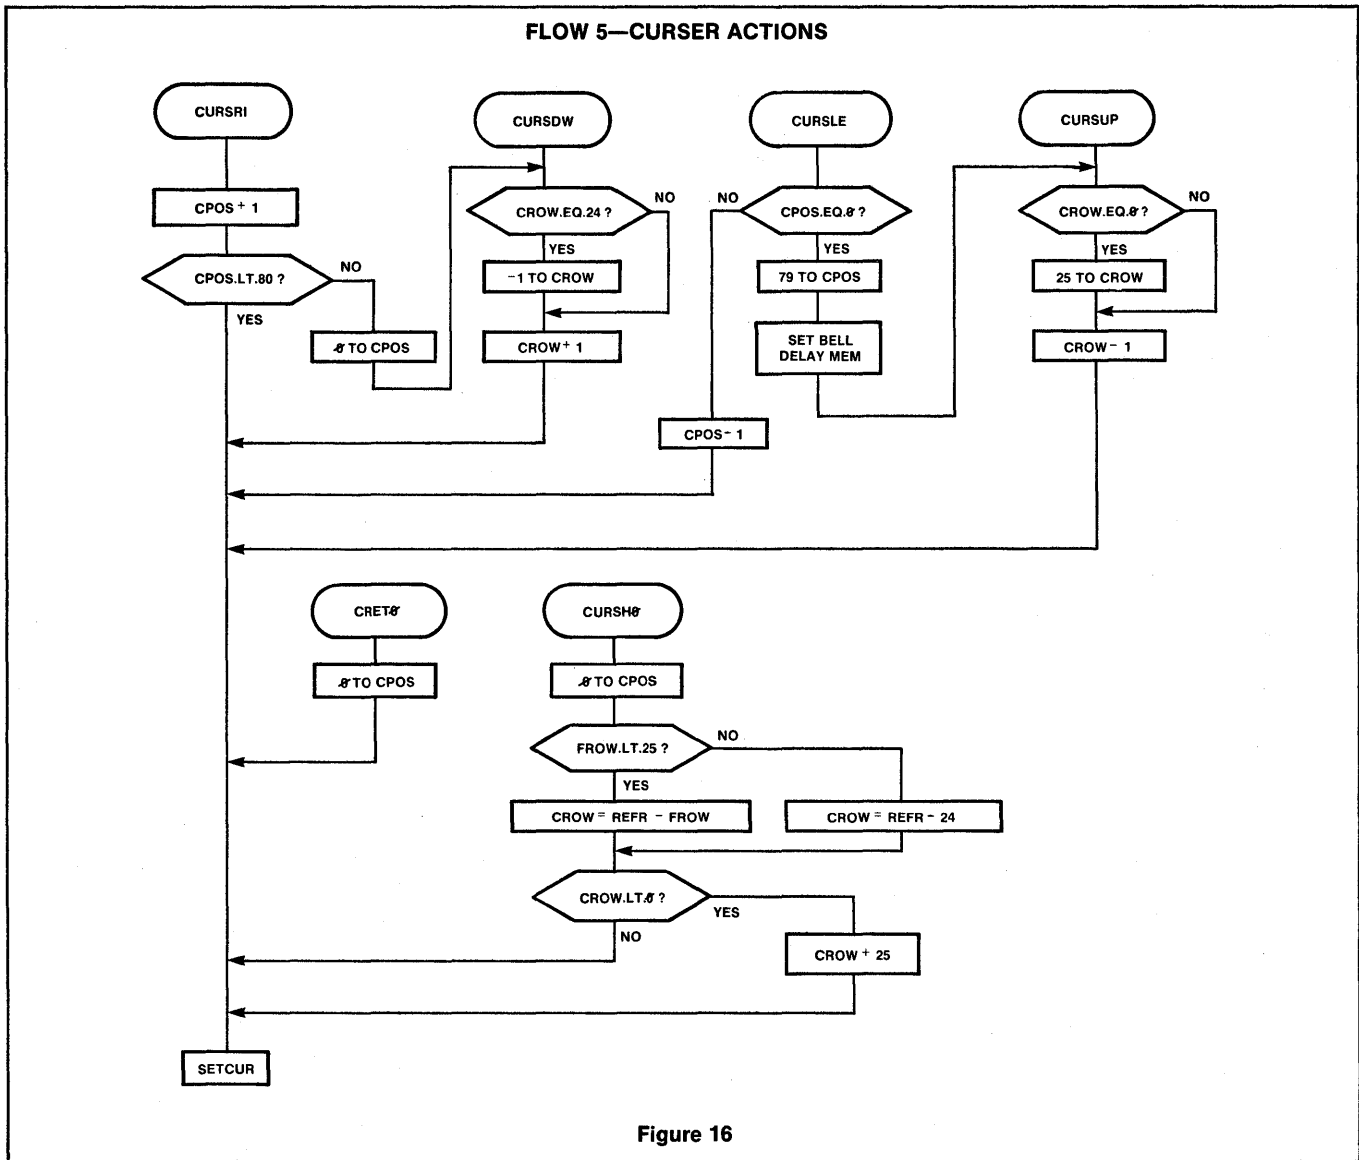 FLOW 5—CURSER ACTIONS
CURSRI
CPOS + 1
CPOS.LT.80 ?
NO
YES
0 TO CPOS
CURSDW
CROW.EQ.24 ?
NO
YES
-1 TO CROW
CROW + 1
CURSLE
NO
CPOS.EQ.0 ?
YES
79 TO CPOS
SET BELL
DELAY MEM
CPOS - 1
CURSUP
CROW.EQ.0 ?
NO
YES
25 TO CROW
CROW - 1
CRET0
0 TO CPOS
CURSH0
0 TO CPOS
FROW.LT.25 ?
NO
YES
CROW = REFR - FROW
CROW = REFR - 24
CROW.LT.0 ?
YES
NO
CROW + 25
SETCUR
Figure 16